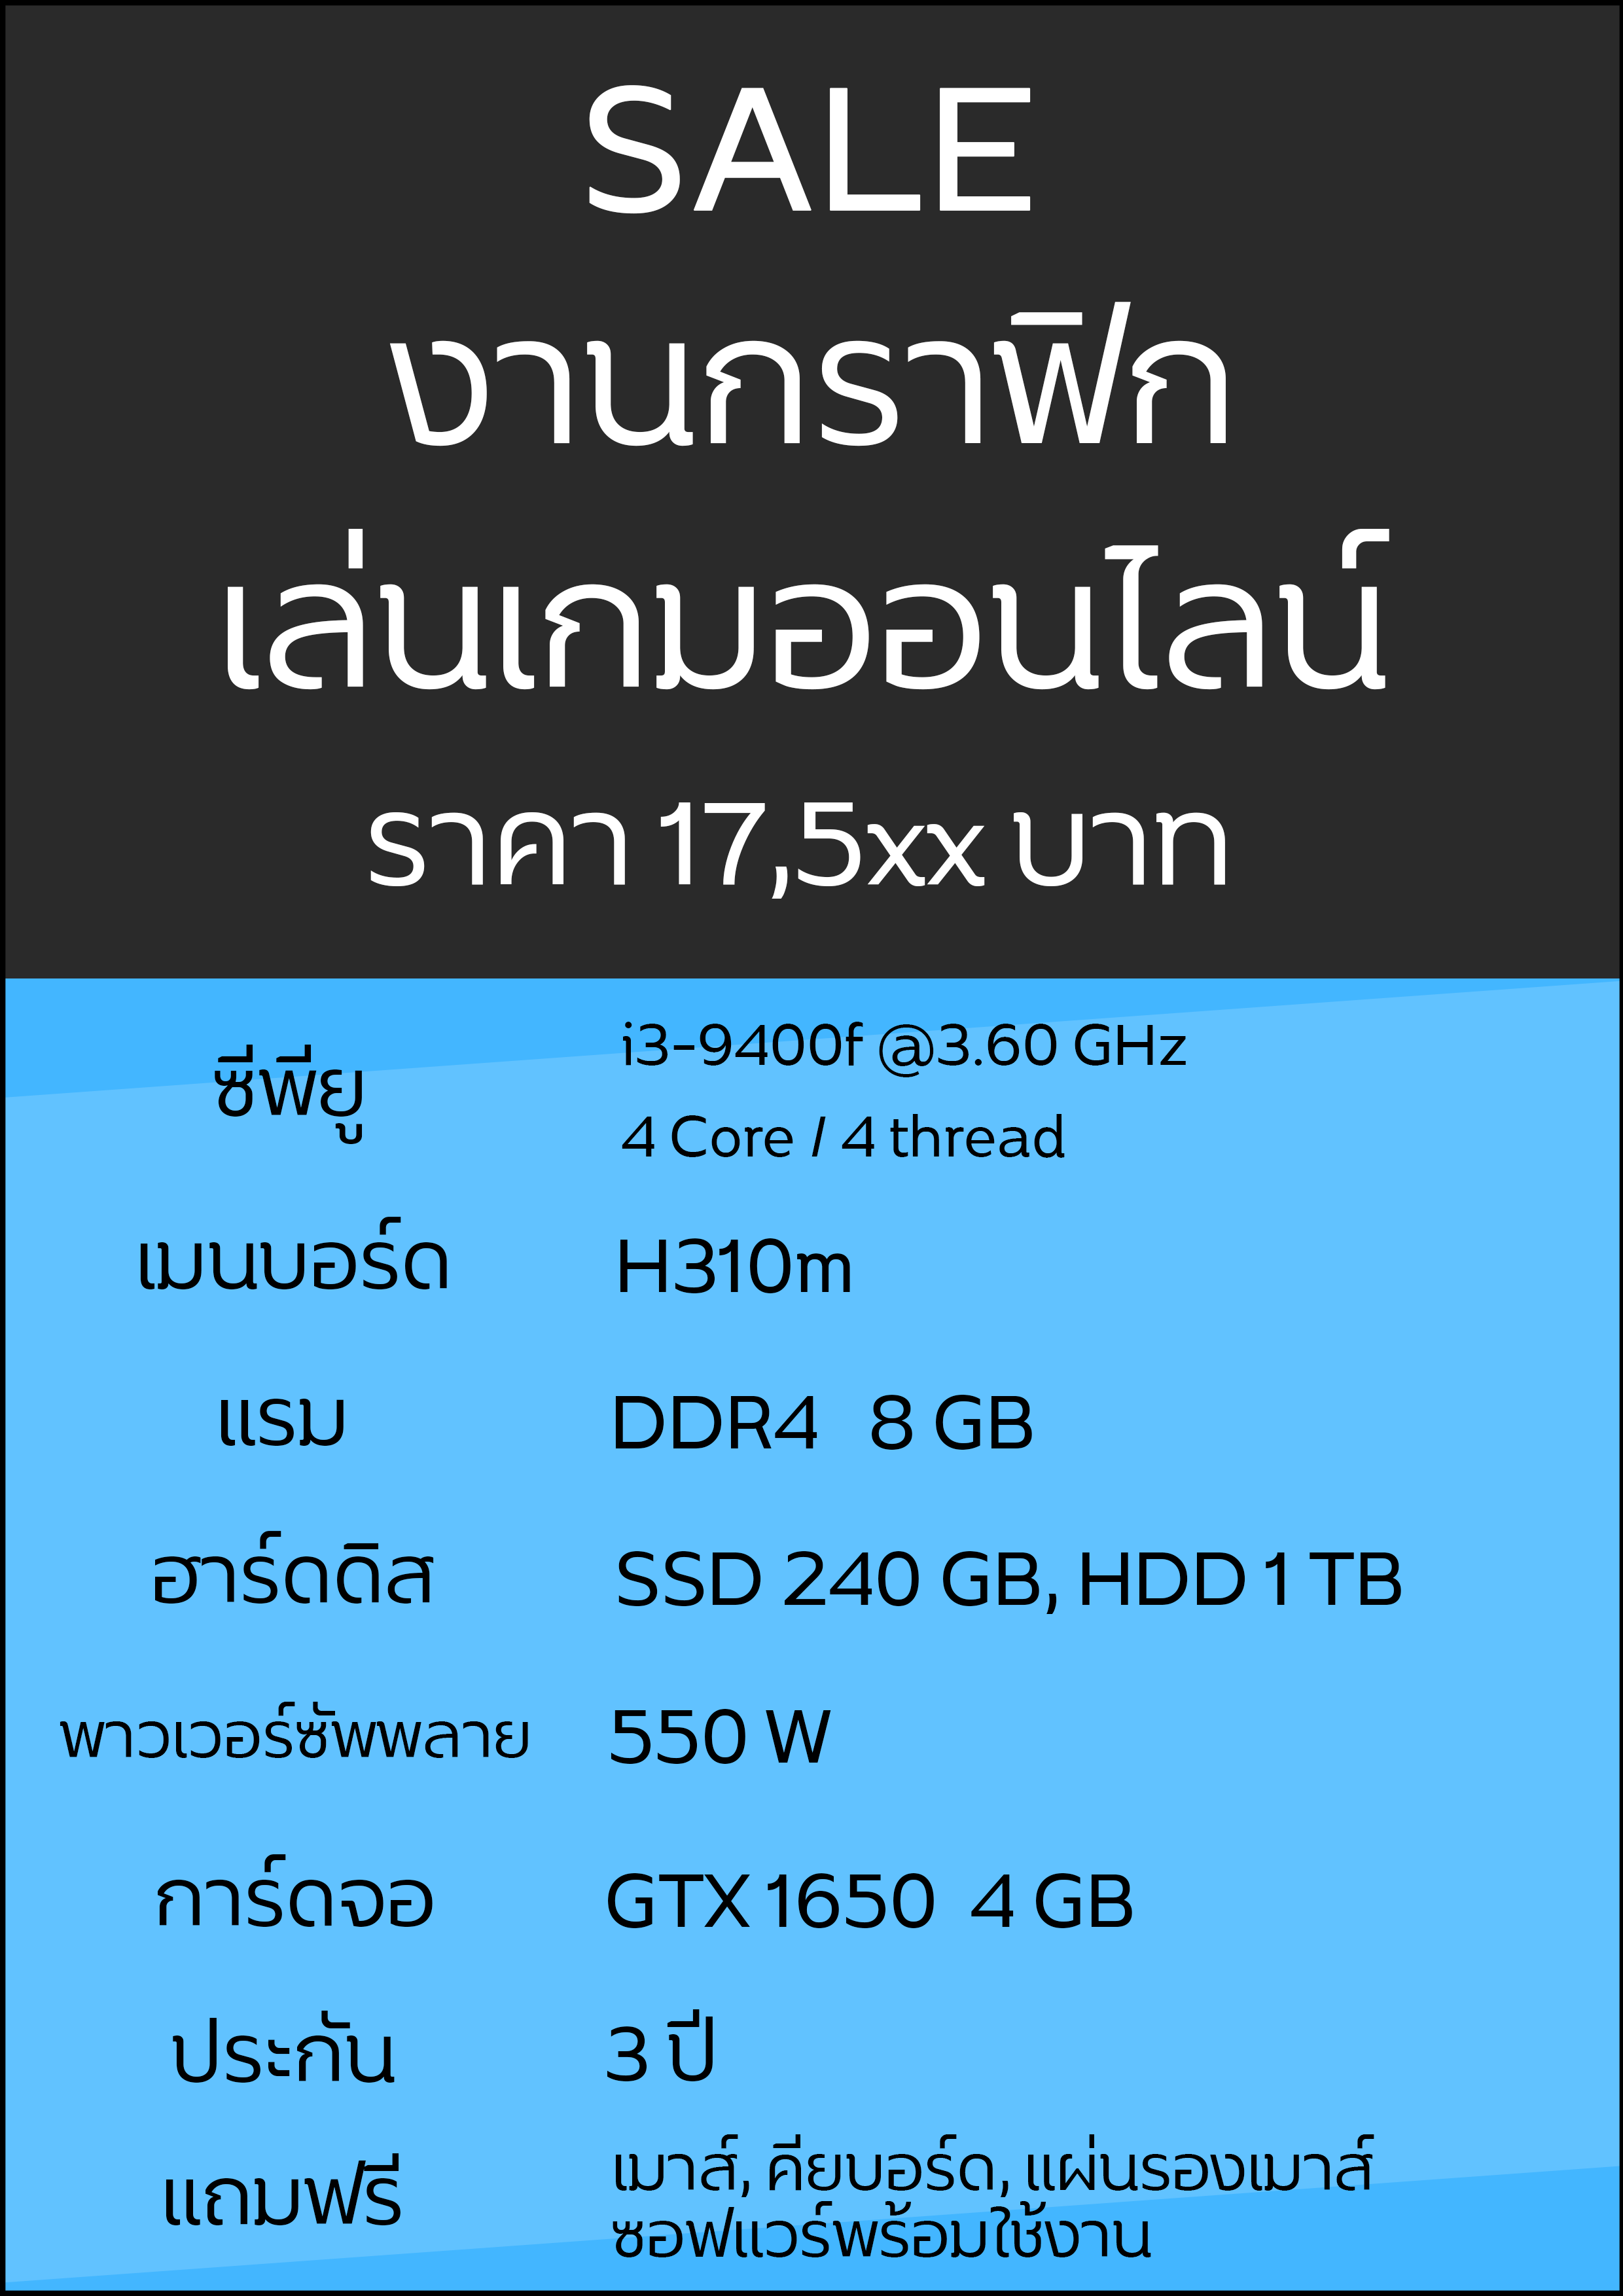 SALE
งานกราฟิก
เล่นเกมออนไลน์
ราคา 17,5xx บาท
ซีพียู
i3-9400f @3.60 GHz
4 Core / 4 thread
เมนบอร์ด H310m
แรม DDR4 8 GB
ฮาร์ดดิส SSD 240 GB, HDD 1 TB
พาวเวอร์ซัพพลาย 550 W
การ์ดจอ GTX 1650 4 GB
ประกัน 3 ปี
แถมฟรี
เมาส์, คียบอร์ด, แผ่นรองเมาส์
ซอฟแวร์พร้อมใช้งาน